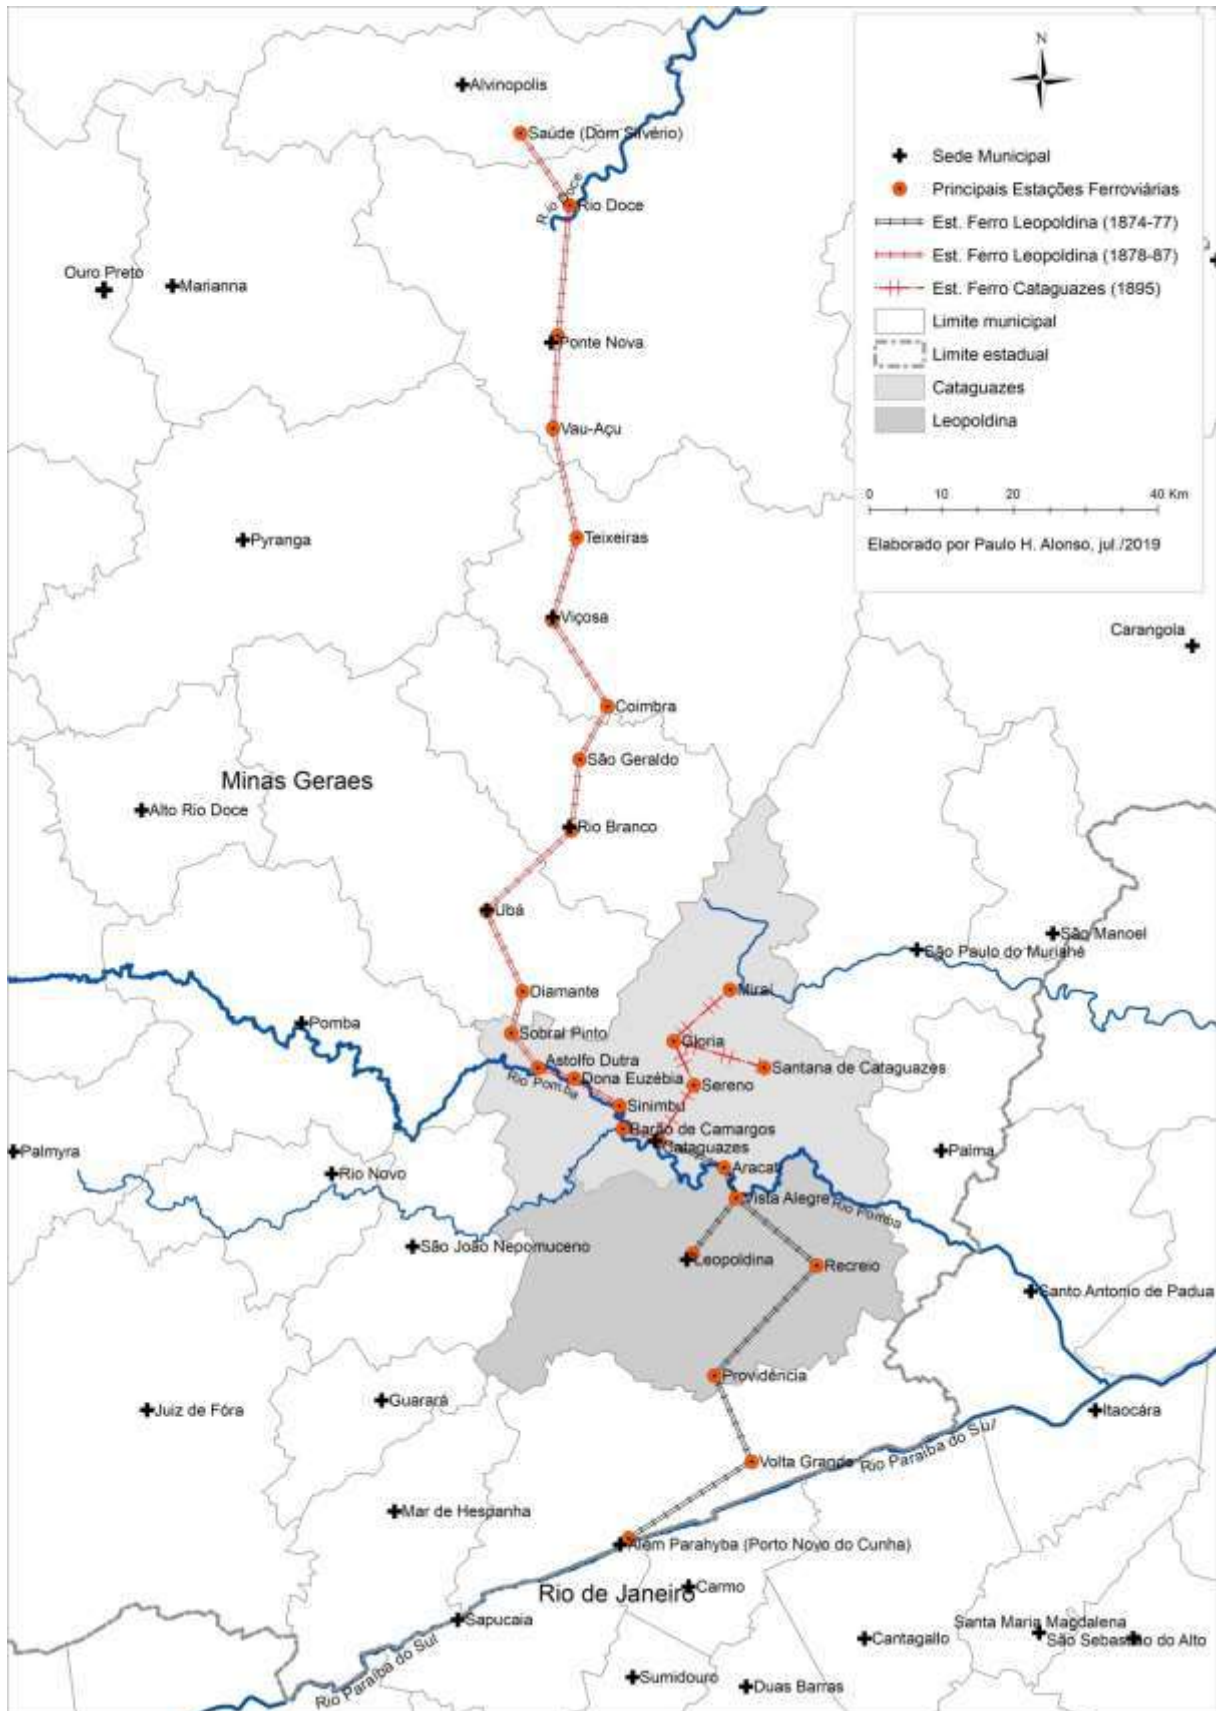 Alvinopolis
Saúde (Dom Silvério)
Rio Doce
Rio Doce
Ouro Preto
Marianna
Ponte Nova
Vau-Açu
Pyranga
Teixeiras
Viçosa
Coimbra
São Geraldo
Minas Geraes
Alto Rio Doce
Rio Branco
Ubá
Diamante
Pomba
Sobral Pinto
Astolfo Dutra
Rio Pomba
Dona Euzébia
Sinimbu
Barão de Camargos
Cataguazes
Miraí
Gloria
Santana de Cataguazes
Sereno
Aracati
Vista Alegre
Rio Pomba
Leopoldina
Recreio
Providência
Volta Grande
Rio Paraíba do Sul
Além Parahyba (Porto Novo do Cunha)
Rio de Janeiro
Carmo
Sapucaia
Rio Paraíba do Sul
Sumidouro
Duas Barras
Cantagallo
Santa Maria Magdalena
São Sebastião do Alto
Palmyra
Rio Novo
São João Nepomuceno
Juiz de Fóra
Guarará
Mar de Hespanha
Carangola
São Manoel
São Paulo do Muriahé
Palma
Santo Antonio de Padua
Itaocára
N
Sede Municipal
Principais Estações Ferroviárias
Est. Ferro Leopoldina (1874-77)
Est. Ferro Leopoldina (1878-87)
Est. Ferro Cataguazes (1895)
Limite municipal
Limite estadual
Cataguazes
Leopoldina
0 10 20 40 Km
Elaborado por Paulo H. Alonso, jul./2019